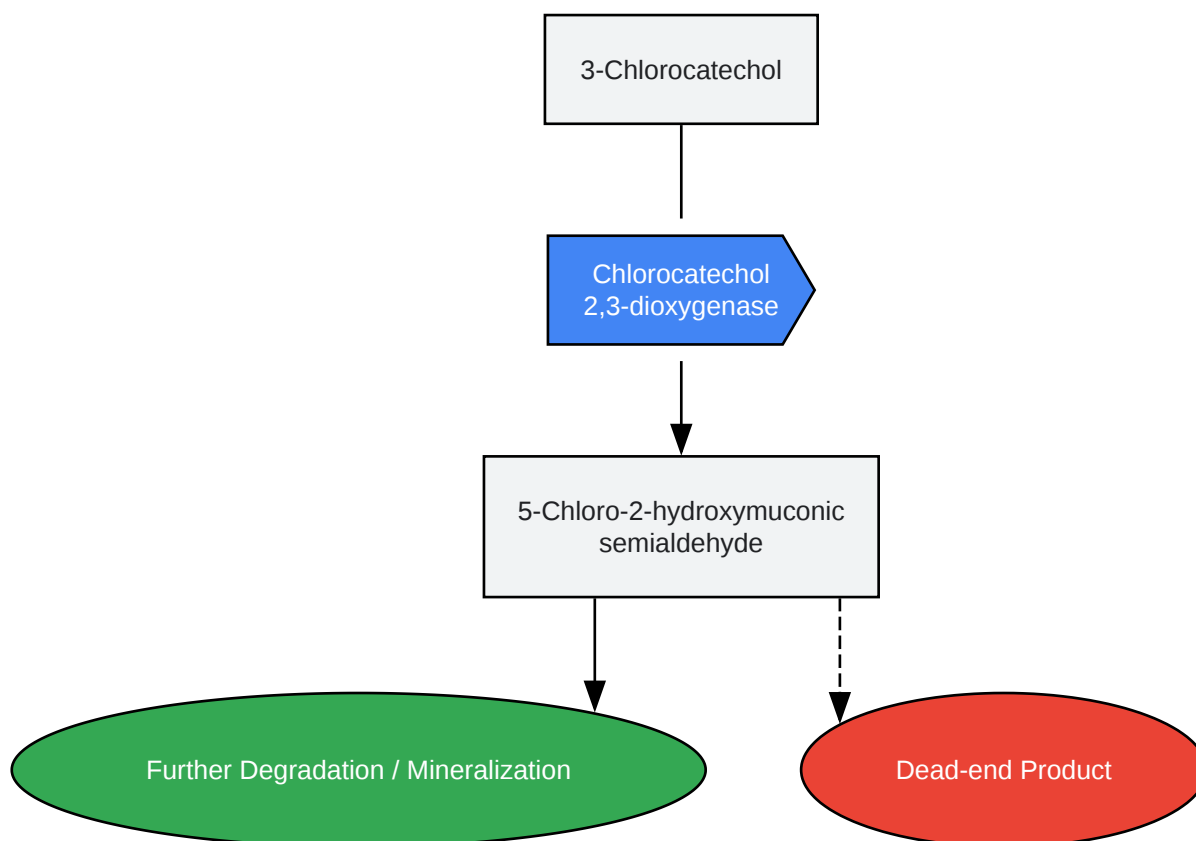 3-Chlorocatechol
Chlorocatechol
2,3-dioxygenase
5-Chloro-2-hydroxymuconic
semialdehyde
Further Degradation / Mineralization
Dead-end Product